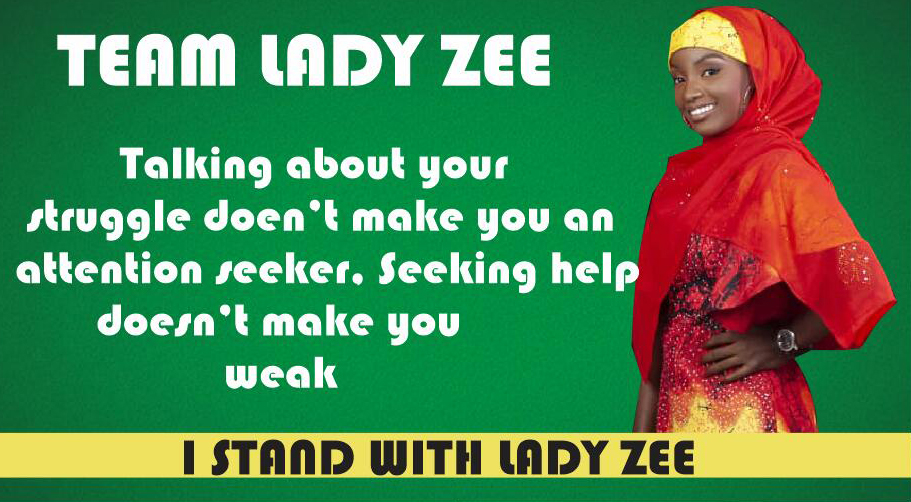 TEAM LADY ZEE
Talking about your
struggle doen't make you an
attention seeker, Seeking help
doesn't make you
weak
I STAND WITH LADY ZEE